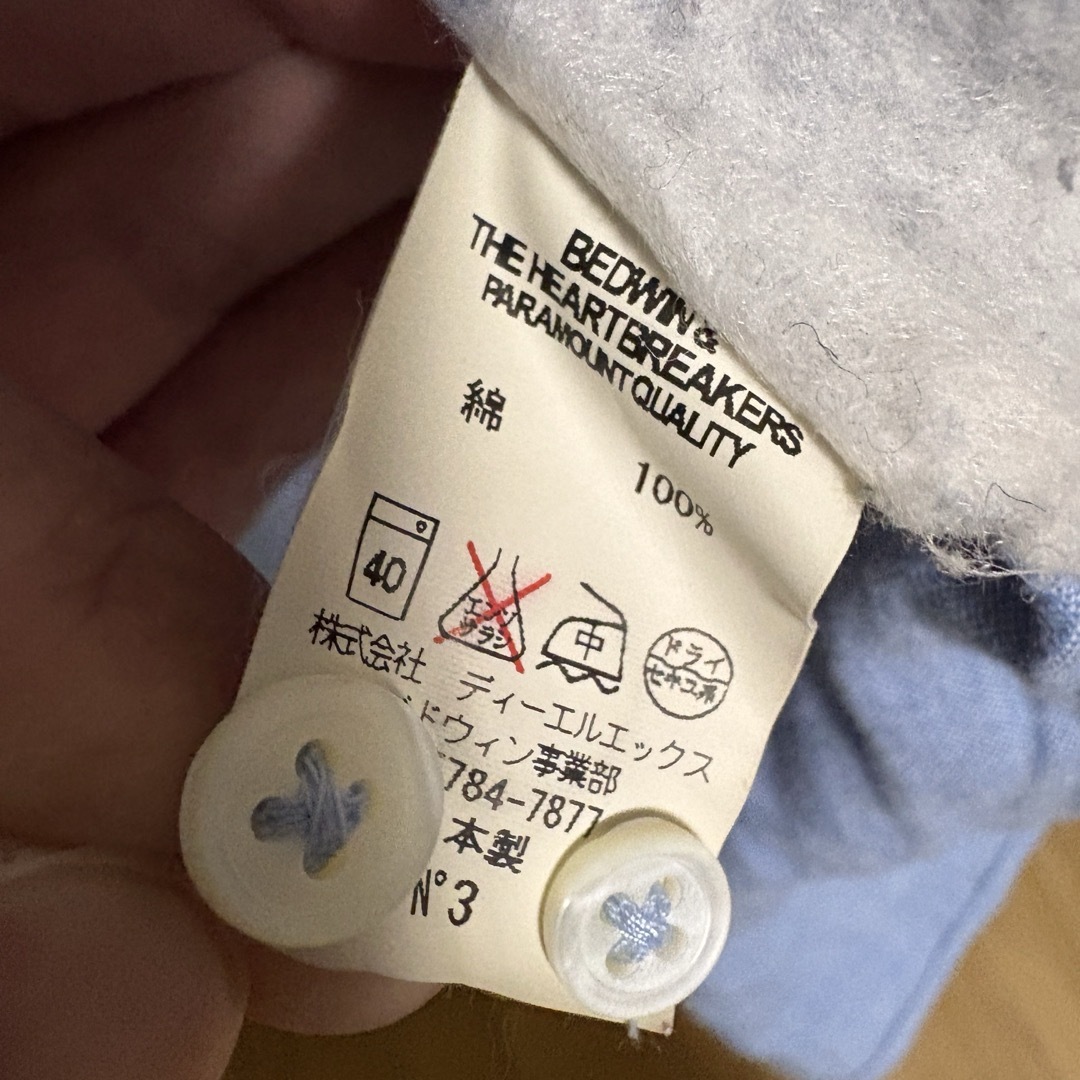 BEDWIN &
THE HEARTBREAKERS
PARAMOUNT QUALITY
綿 100%
40
エンソ
サラシ
中
ドライ
セキユ系
株式会社 ディーエルエックス
ドウィン事業部
784-7877
本製
N°3